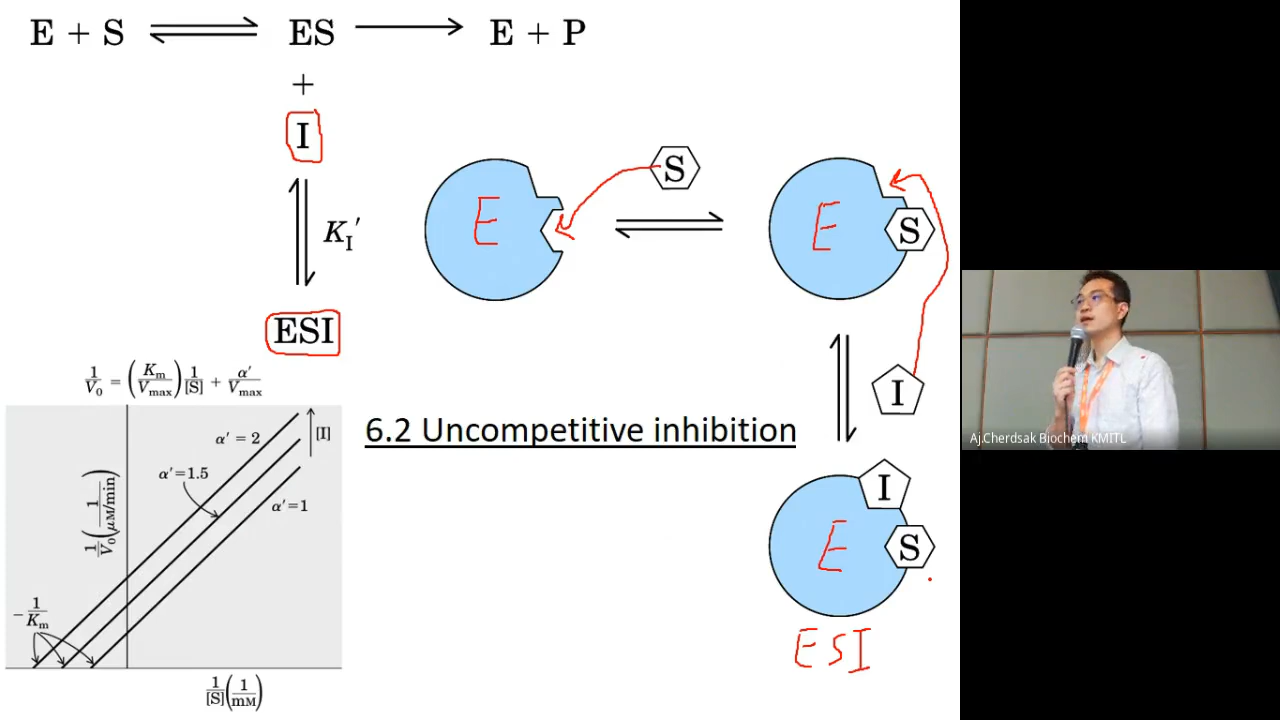 E + S ⇌ ES ⟶ E + P
+
I
K_I′
ESI
E
S
E
S
I
6.2 Uncompetitive inhibition
I
E
S
ESI
1/V₀ = (Kₘ/Vₘₐₓ) 1/[S] + α′/Vₘₐₓ
α′ = 2
[I]
α′=1.5
α′=1
1/V₀ (1/μM/min)
− 1/Kₘ
1/[S] (1/mM)
Aj.Cherdsak Biochem KMITL